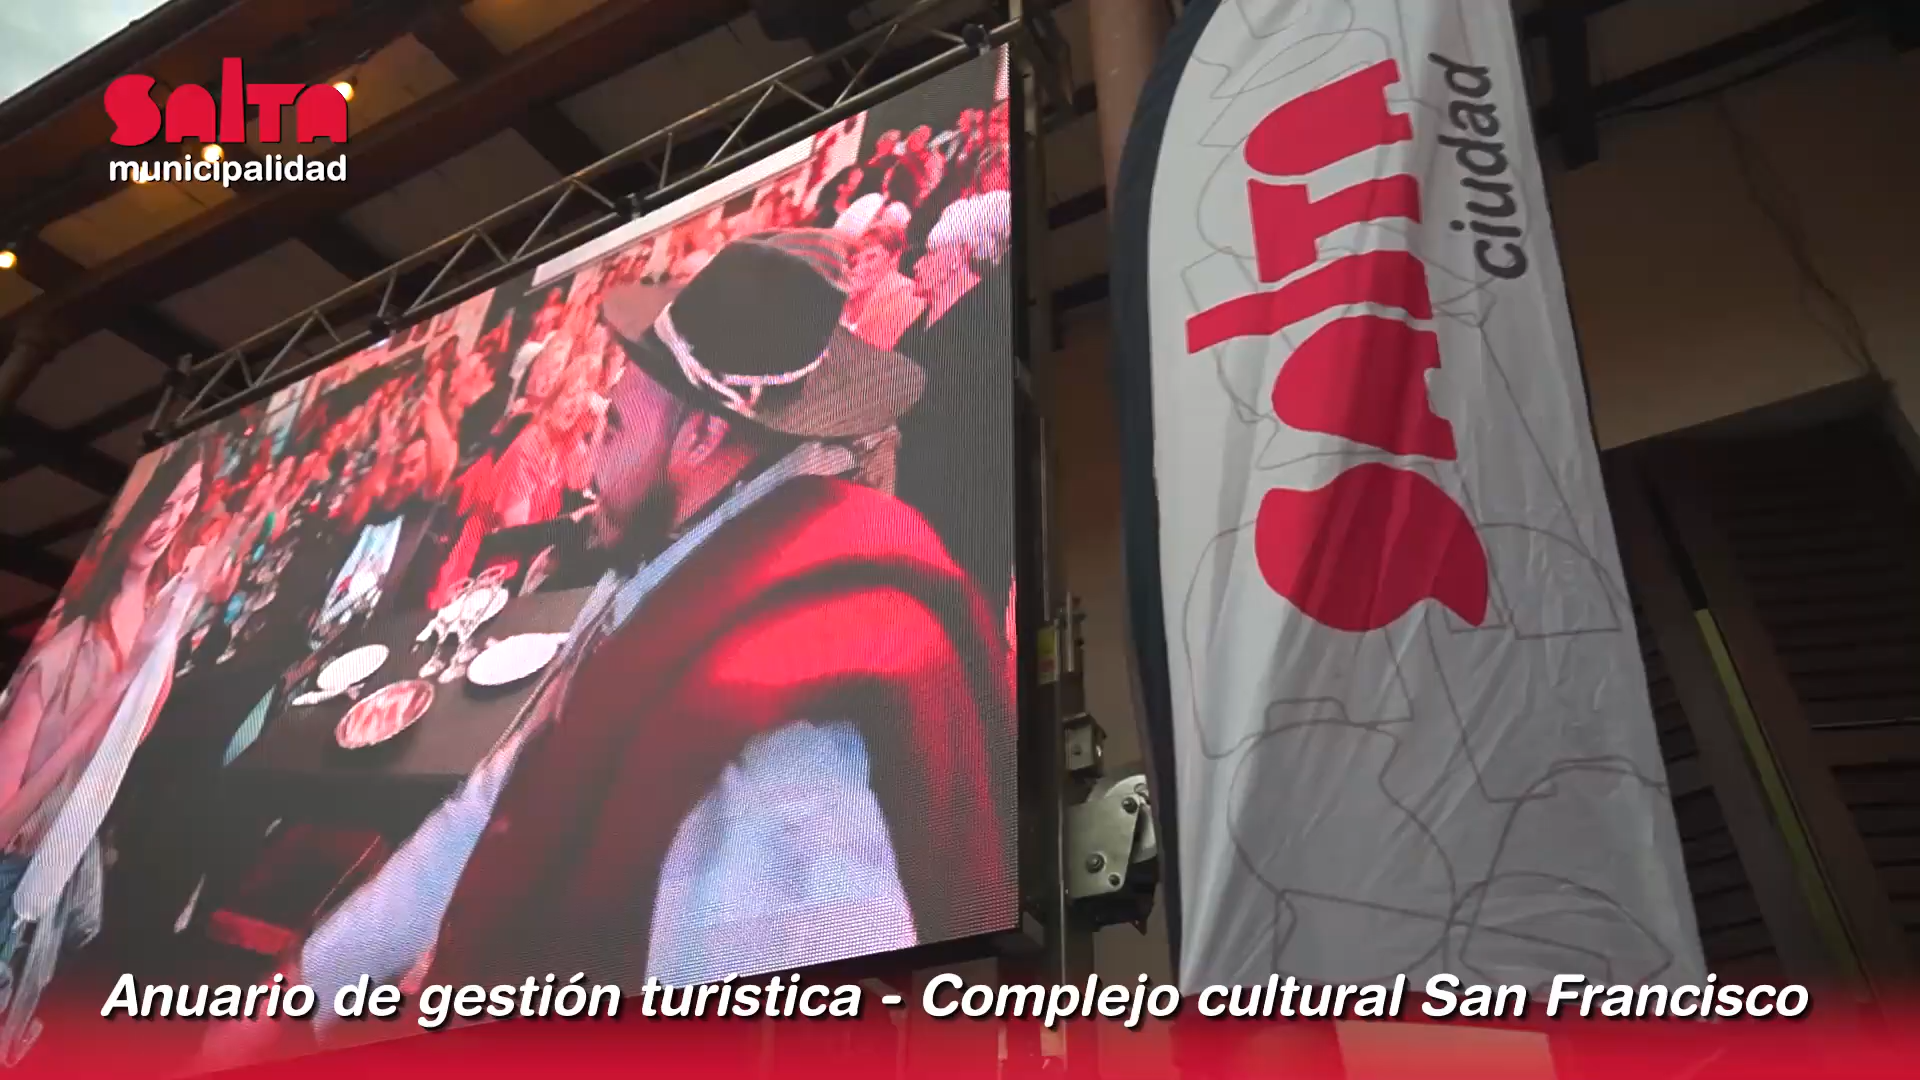 SALTA
municipalidad
SALTA
ciudad
Anuario de gestión turística - Complejo cultural San Francisco